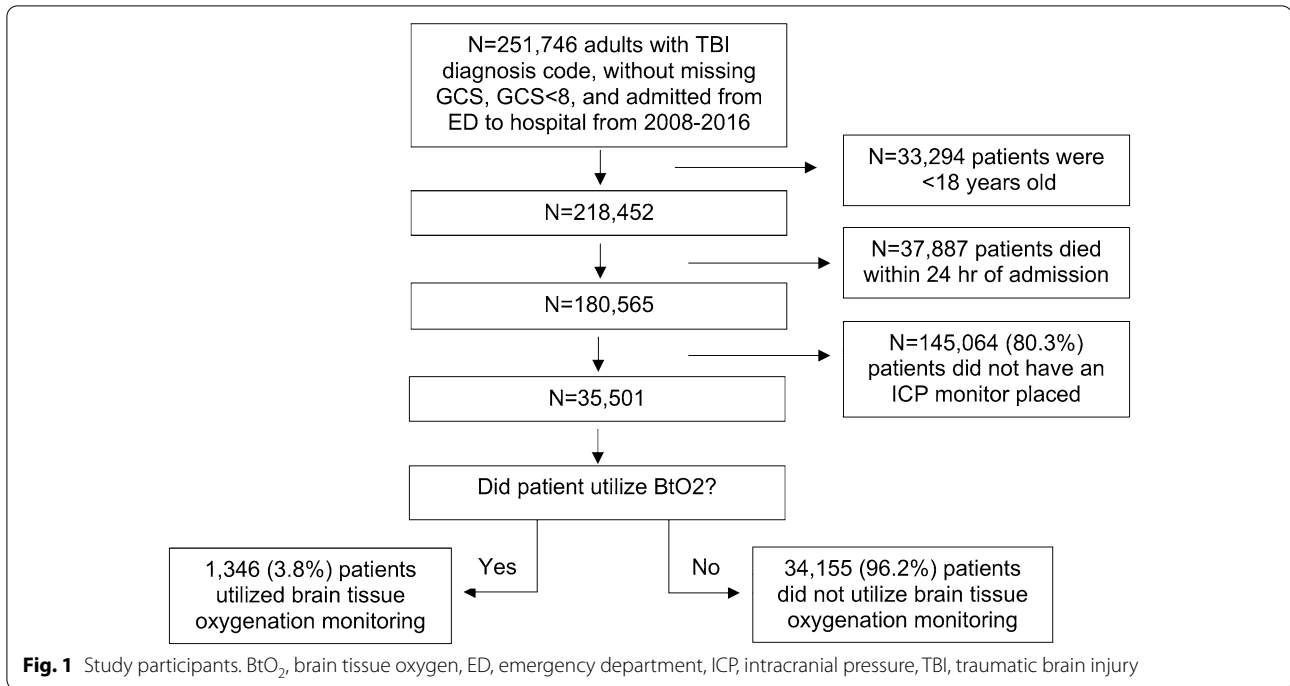 N=251,746 adults with TBI
diagnosis code, without missing
GCS, GCS<8, and admitted from
ED to hospital from 2008-2016
N=33,294 patients were
<18 years old
N=218,452
N=37,887 patients died
within 24 hr of admission
N=180,565
N=145,064 (80.3%)
patients did not have an
ICP monitor placed
N=35,501
Did patient utilize BtO2?
Yes
No
1,346 (3.8%) patients
utilized brain tissue
oxygenation monitoring
34,155 (96.2%) patients
did not utilize brain tissue
oxygenation monitoring
Fig. 1 Study participants. BtO₂, brain tissue oxygen, ED, emergency department, ICP, intracranial pressure, TBI, traumatic brain injury